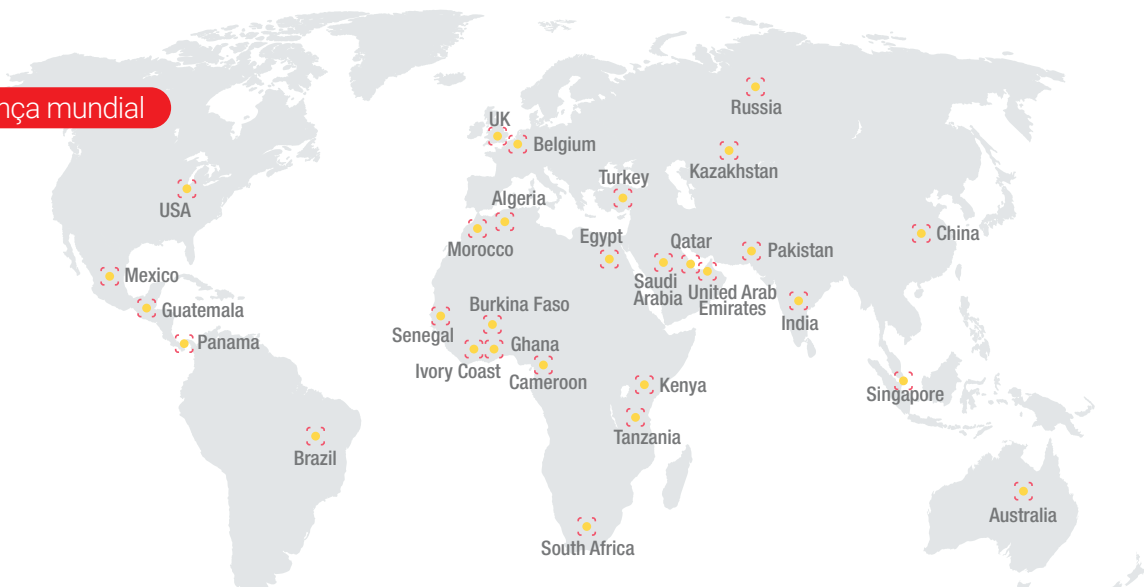 nça mundial
Russia
UK
Belgium
Kazakhstan
Turkey
Algeria
USA
China
Egypt
Qatar
Morocco
Pakistan
Mexico
Saudi
Arabia
United Arab
Emirates
Guatemala
Burkina Faso
India
Senegal
Panama
Ghana
Ivory Coast
Cameroon
Kenya
Singapore
Tanzania
Brazil
Australia
South Africa